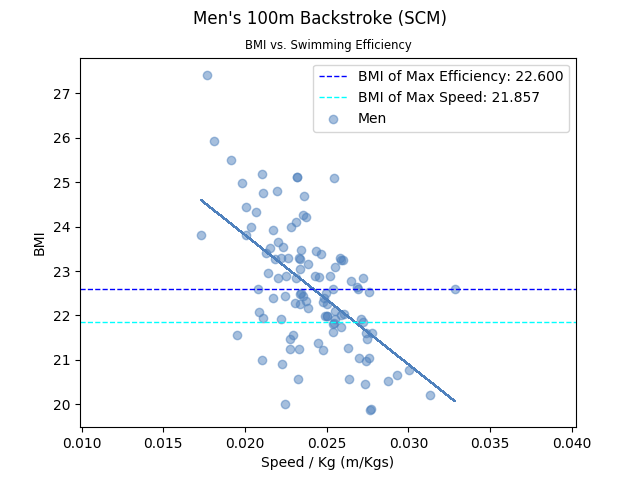 Men's 100m Backstroke (SCM)
BMI vs. Swimming Efficiency
BMI of Max Efficiency: 22.600
BMI of Max Speed: 21.857
Men
27
26
25
24
23
22
21
20
BMI
0.010 0.015 0.020 0.025 0.030 0.035 0.040
Speed / Kg (m/Kgs)